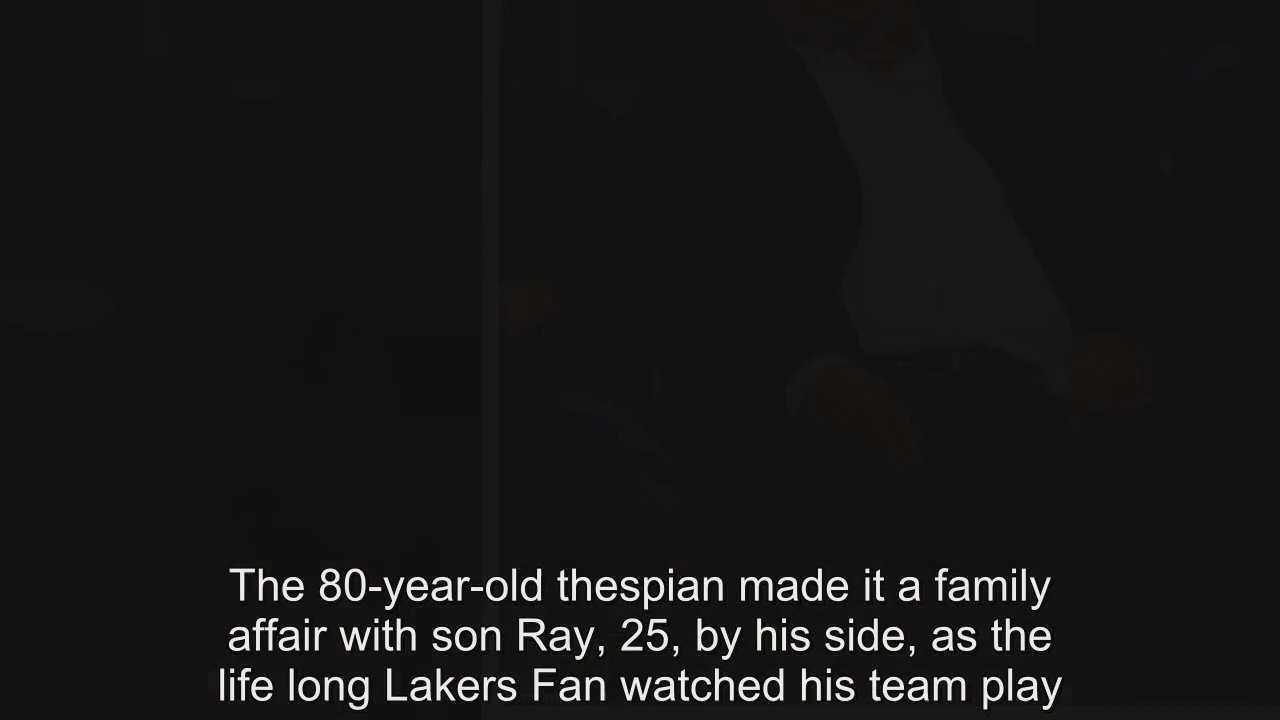 The 80-year-old thespian made it a family
affair with son Ray, 25, by his side, as the
life long Lakers Fan watched his team play